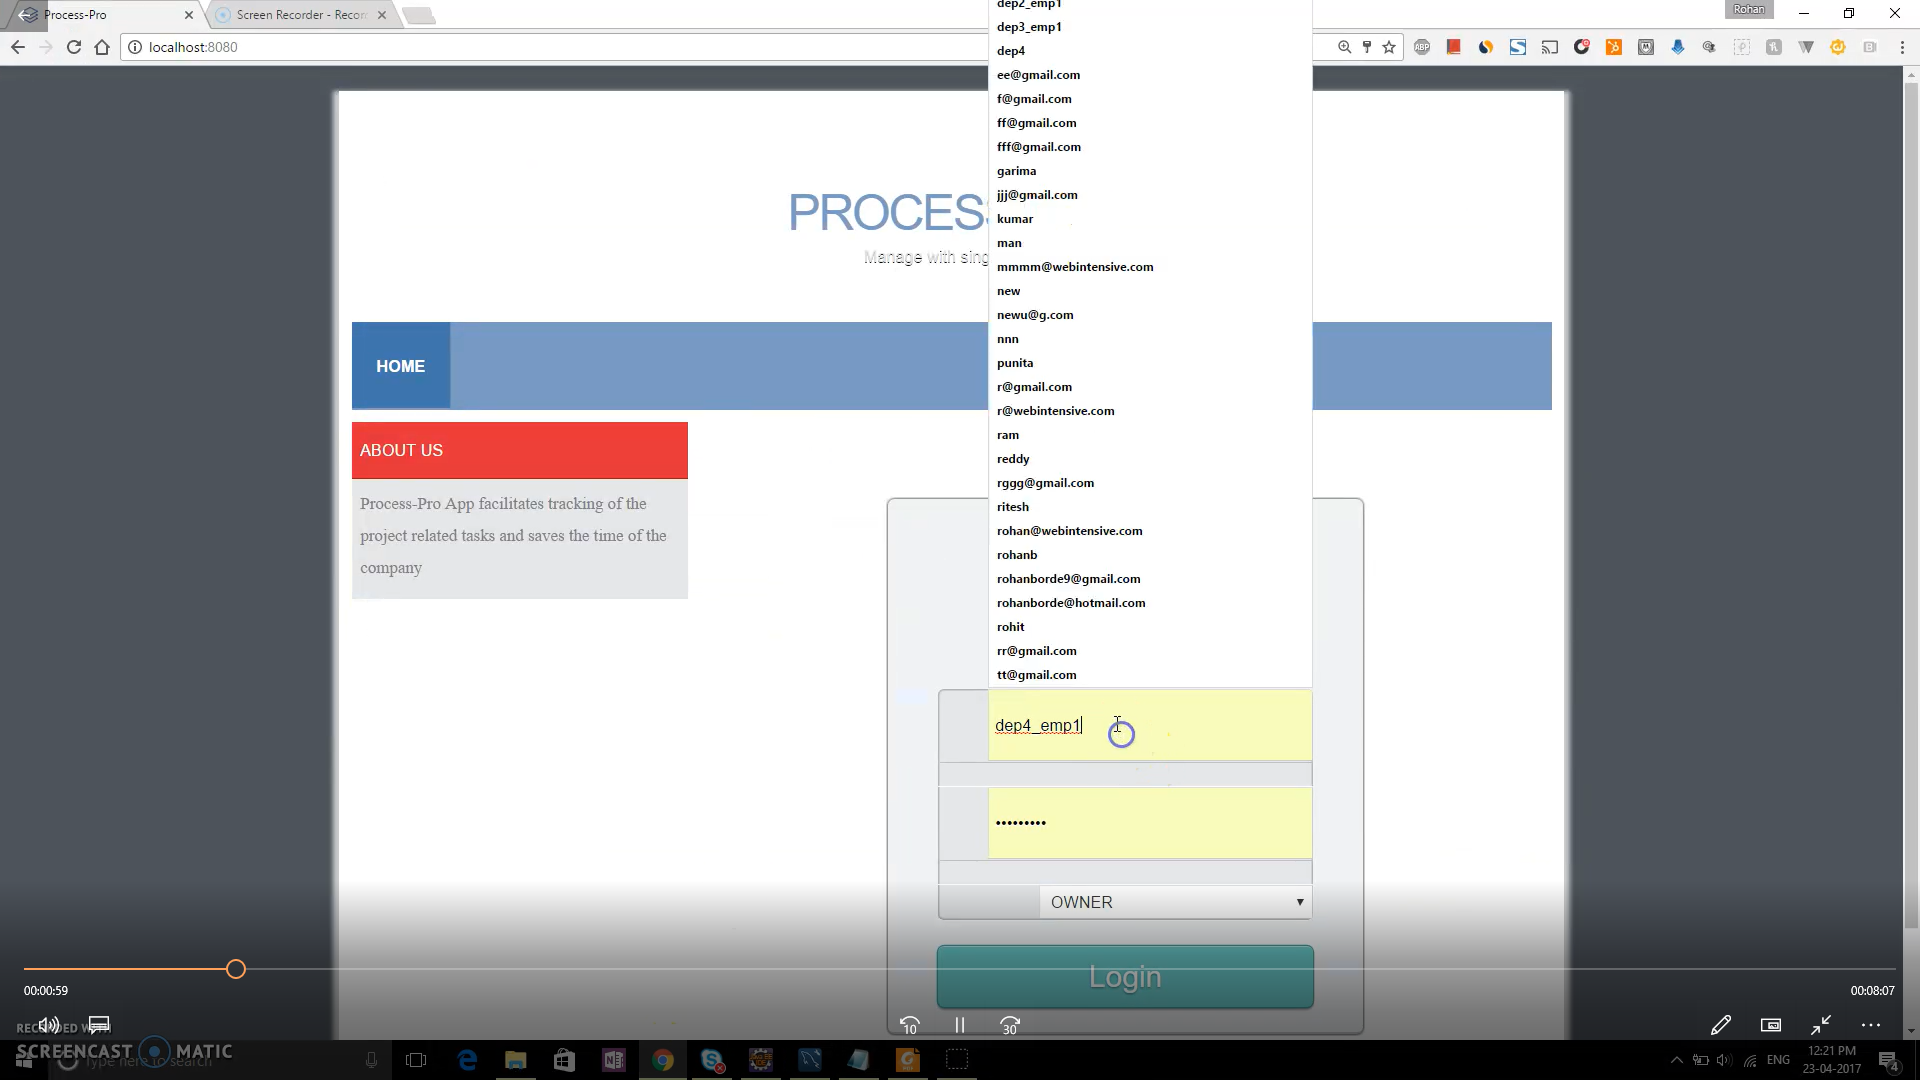 Process-Pro
Screen Recorder - Recor
Rohan
localhost:8080
ABP
dep2_emp1
dep3_emp1
dep4
ee@gmail.com
f@gmail.com
ff@gmail.com
fff@gmail.com
garima
jjj@gmail.com
kumar
man
mmmm@webintensive.com
new
newu@g.com
nnn
punita
r@gmail.com
r@webintensive.com
ram
reddy
rggg@gmail.com
ritesh
rohan@webintensive.com
rohanb
rohanborde9@gmail.com
rohanborde@hotmail.com
rohit
rr@gmail.com
tt@gmail.com
PROCESS
Manage with sing
HOME
ABOUT US
Process-Pro App facilitates tracking of the
project related tasks and saves the time of the
company
dep4_emp1
OWNER
Login
00:00:59
00:08:07
10
30
RECORDED WITH
SCREENCAST MATIC
Type here to search
ENG
12:21 PM
23-04-2017
4